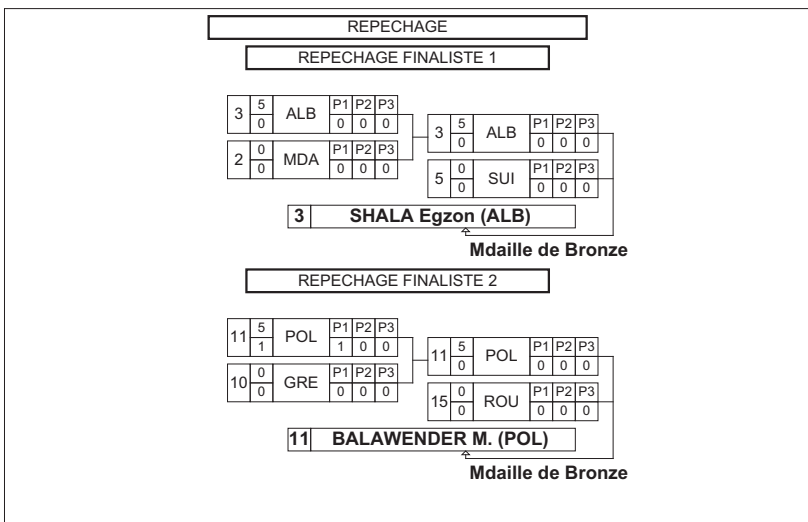 REPECHAGE
REPECHAGE FINALISTE 1
3 5 ALB P1 P2 P3
0 0 0 0
2 0 MDA P1 P2 P3
0 0 0 0
3 5 ALB P1 P2 P3
0 0 0 0
5 0 SUI P1 P2 P3
0 0 0 0
3 SHALA Egzon (ALB)
Mdaille de Bronze
REPECHAGE FINALISTE 2
11 5 POL P1 P2 P3
1 1 0 0
10 0 GRE P1 P2 P3
0 0 0 0
11 5 POL P1 P2 P3
0 0 0 0
15 0 ROU P1 P2 P3
0 0 0 0
11 BALAWENDER M. (POL)
Mdaille de Bronze